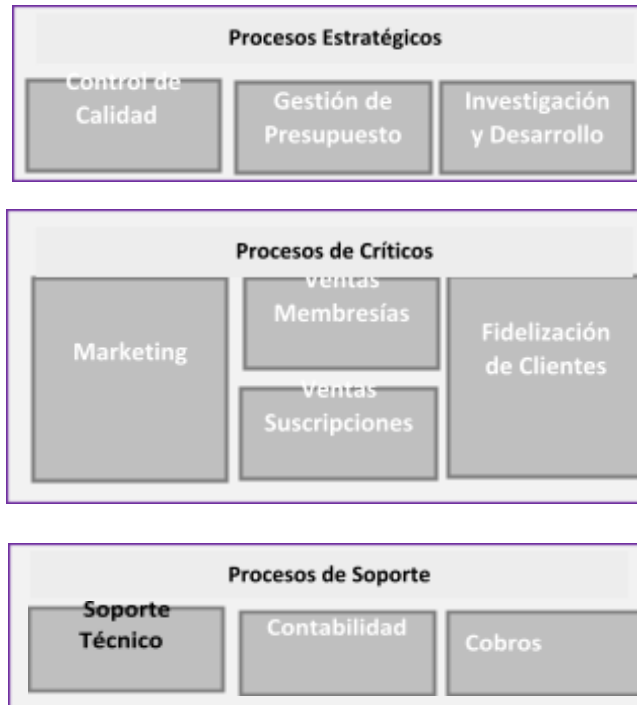 Procesos Estratégicos
Control de
Calidad
Gestión de
Presupuesto
Investigación
y Desarrollo
Procesos de Críticos
Marketing
Ventas
Membresías
Ventas
Suscripciones
Fidelización
de Clientes
Procesos de Soporte
Soporte
Técnico
Contabilidad
Cobros